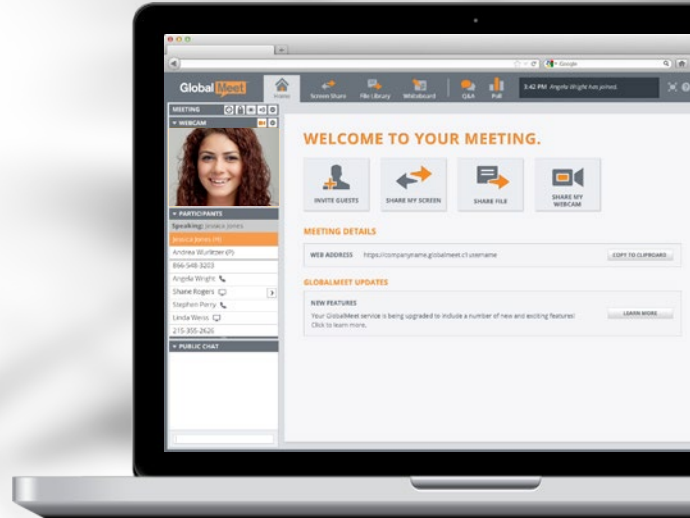 Google
Global Meet
Home
Screen Share
File Library
Whiteboard
Q&A
Poll
3:42 PM Angela Wright has joined.
MEETING
WEBCAM
PARTICIPANTS
Speaking: Jessica Jones
Jessica Jones (H)
Andrea Wurlitzer (P)
866-548-3203
Angela Wright
Shane Rogers
Stephen Perry
Linda Weiss
215-355-2626
PUBLIC CHAT
WELCOME TO YOUR MEETING.
INVITE GUESTS
SHARE MY SCREEN
SHARE FILE
SHARE MY
WEBCAM
MEETING DETAILS
WEB ADDRESS https://companyname.globalmeet.c1username
COPY TO CLIPBOARD
GLOBALMEET UPDATES
NEW FEATURES
Your GlobalMeet service is being upgraded to include a number of new and exciting features!
Click to learn more.
LEARN MORE